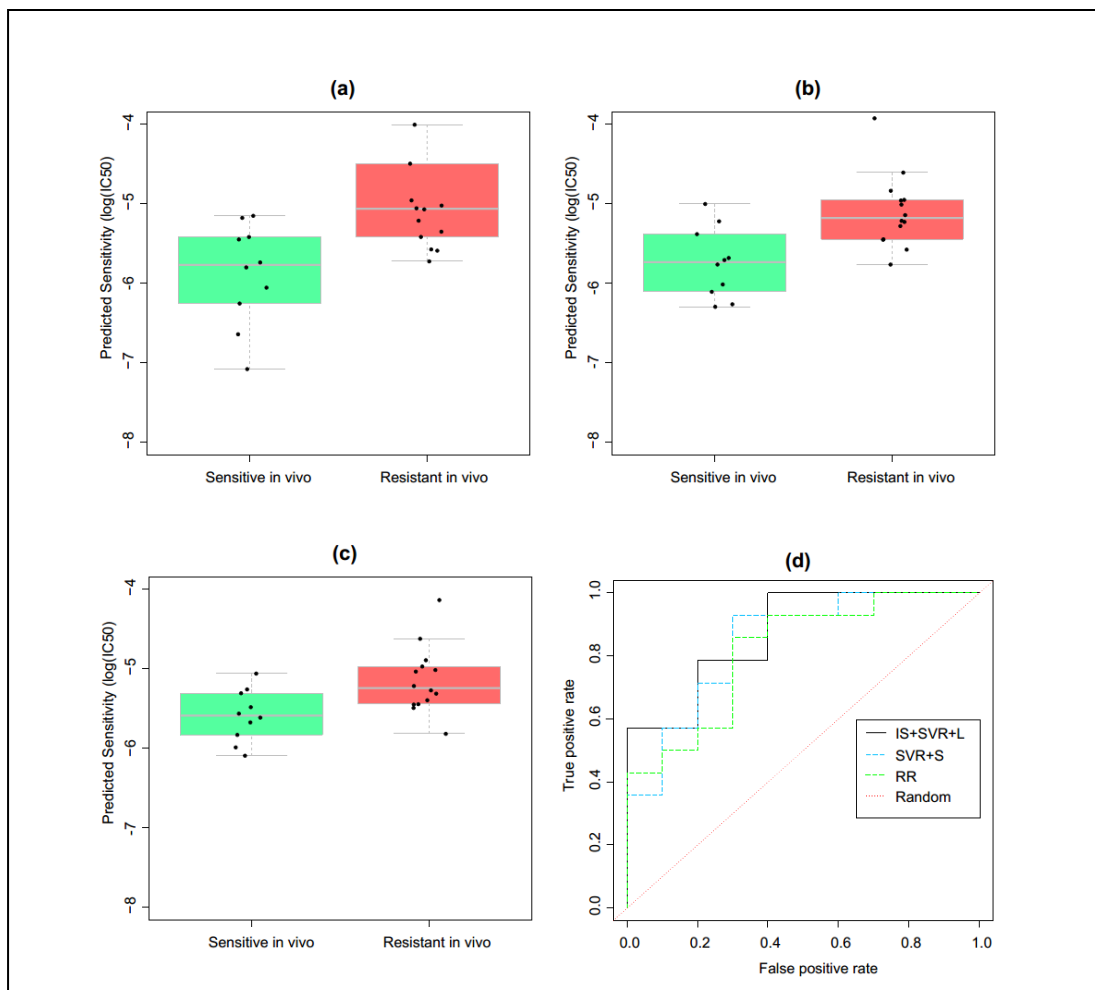 (a)
Predicted Sensitivity (log(IC50)
-4
-5
-6
-7
-8
Sensitive in vivo
Resistant in vivo
(b)
Predicted Sensitivity (log(IC50)
-4
-5
-6
-7
-8
Sensitive in vivo
Resistant in vivo
(c)
Predicted Sensitivity (log(IC50)
-4
-5
-6
-7
-8
Sensitive in vivo
Resistant in vivo
(d)
True positive rate
1.0
0.8
0.6
0.4
0.2
0.0
IS+SVR+L
SVR+S
RR
Random
0.0 0.2 0.4 0.6 0.8 1.0
False positive rate